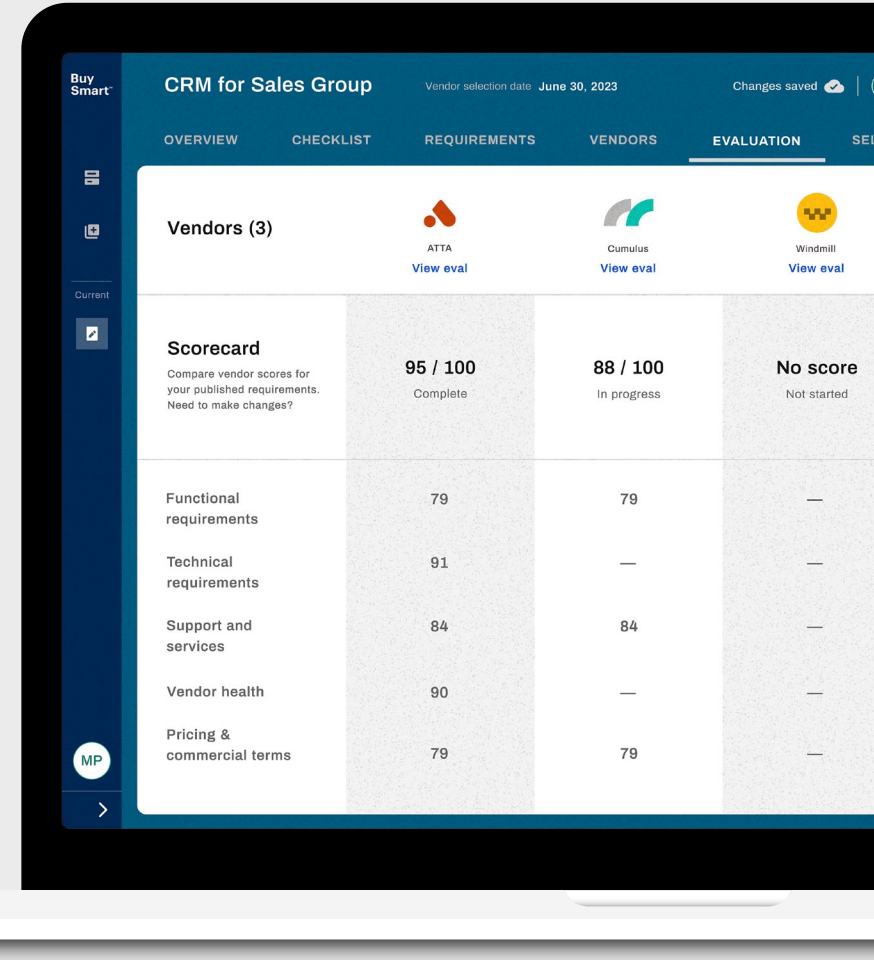 Buy
Smart
CRM for Sales Group
Vendor selection date June 30, 2023
Changes saved
OVERVIEW CHECKLIST REQUIREMENTS VENDORS EVALUATION SEL
Vendors (3)
ATTA
View eval
Cumulus
View eval
Windmill
View eval
Current
Scorecard
Compare vendor scores for
your published requirements.
Need to make changes?
95 / 100
Complete
88 / 100
In progress
No score
Not started
Functional
requirements
79 79 —
Technical
requirements
91 — —
Support and
services
84 84 —
Vendor health
90 — —
Pricing &
commercial terms
79 79 —
MP